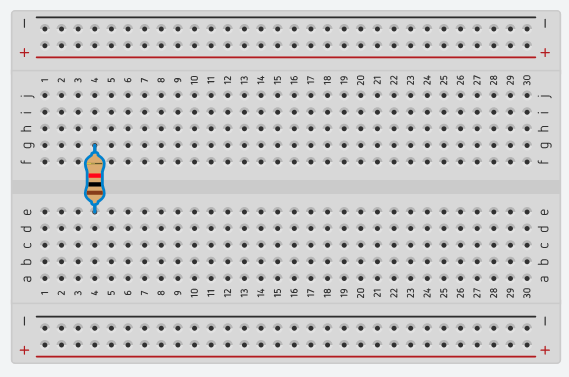 − −
+ +
1 2 3 4 5 6 7 8 9 10 11 12 13 14 15 16 17 18 19 20 21 22 23 24 25 26 27 28 29 30
j j
i i
h h
g g
f f
e e
d d
c c
b b
a a
1 2 3 4 5 6 7 8 9 10 11 12 13 14 15 16 17 18 19 20 21 22 23 24 25 26 27 28 29 30
− −
+ +